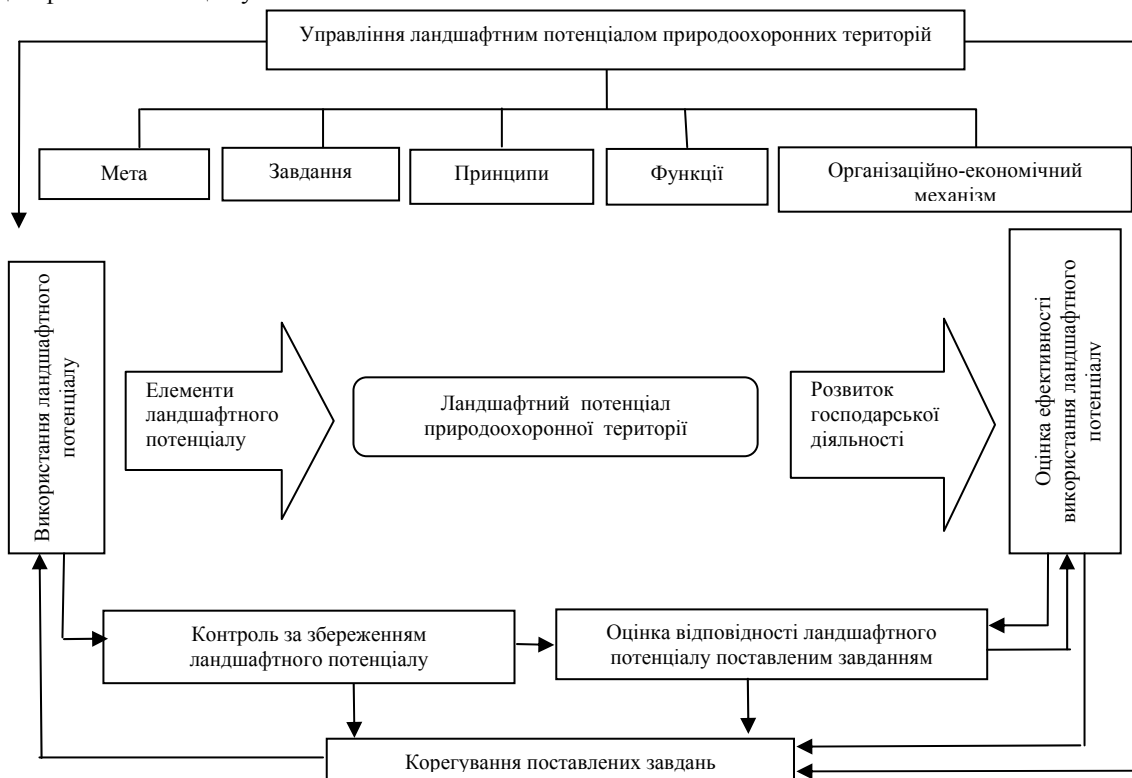 Управління ландшафтним потенціалом природоохоронних територій
Мета
Завдання
Принципи
Функції
Організаційно-економічний
механізм
Використання ландшафтного
потенціалу
Елементи
ландшафтного
потенціалу
Ландшафтний потенціал
природоохоронної території
Розвиток
господарської
діяльності
Оцінка ефективності
використання ландшафтного
потенціалу
Контроль за збереженням
ландшафтного потенціалу
Оцінка відповідності ландшафтного
потенціалу поставленим завданням
Корегування поставлених завдань